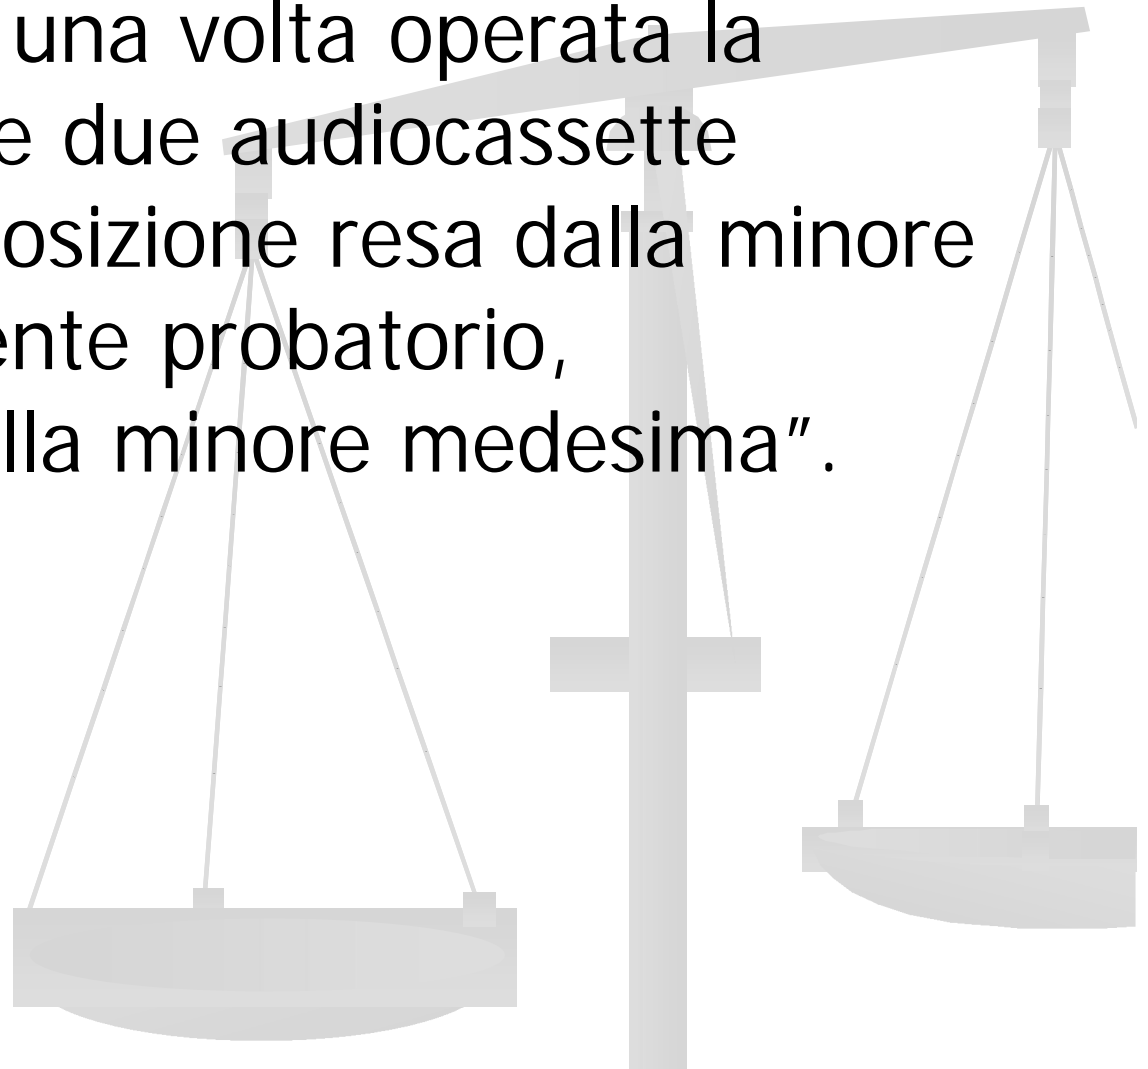 una volta operata la
e due audiocassette
osizione resa dalla minore
ente probatorio,
lla minore medesima”.